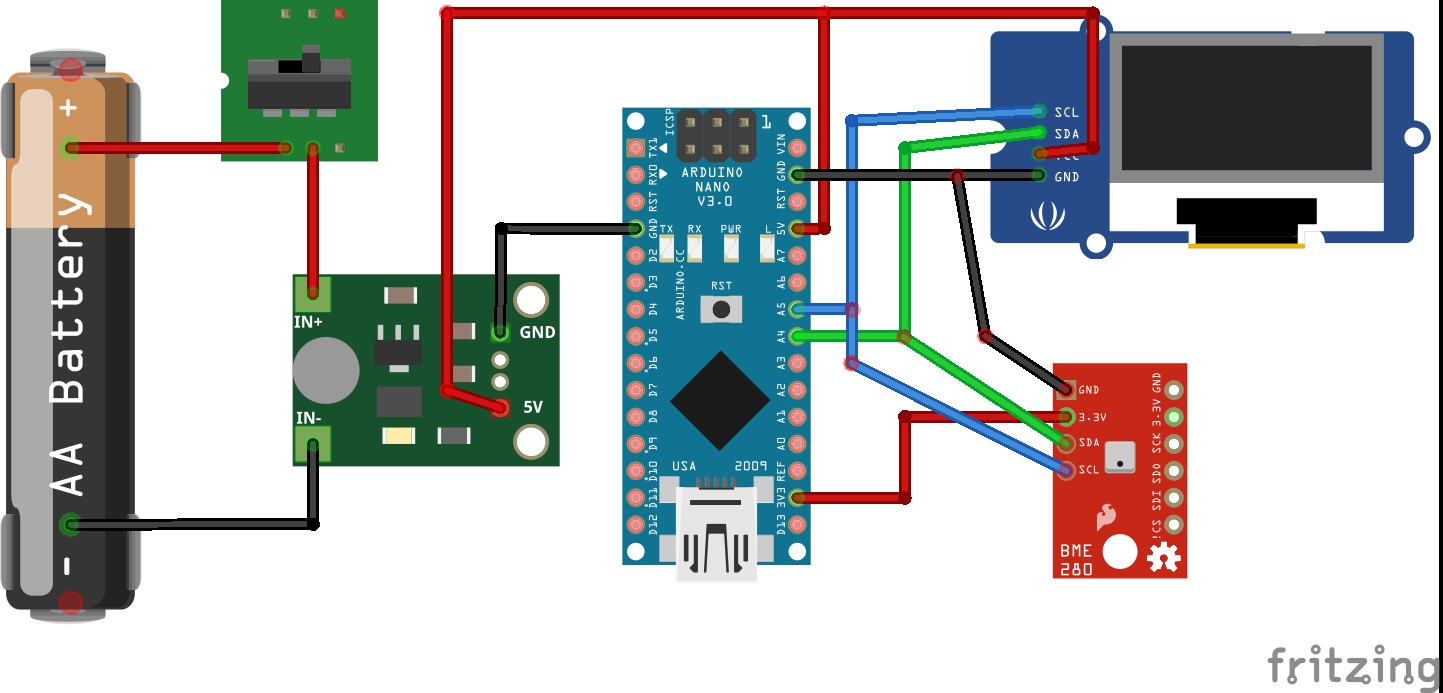 +
AA Battery
-
IN+
IN-
GND
5V
ICSP
1
ARDUINO
NANO
V3.0
TX1
RX0
RST
GND
D2
D3
D4
D5
D6
D7
D8
D9
D10
D11
D12
VIN
GND
RST
5V
A7
A6
A5
A4
A3
A2
A1
A0
REF
3V3
D13
TX
RX
PWR
L
RST
ARDUINO.CC
USA
2009
SCL
SDA
GND
GND
3.3V
SDA
SCL
GND
3.3V
SCK
SDO
SDI
BME
280
fritzing